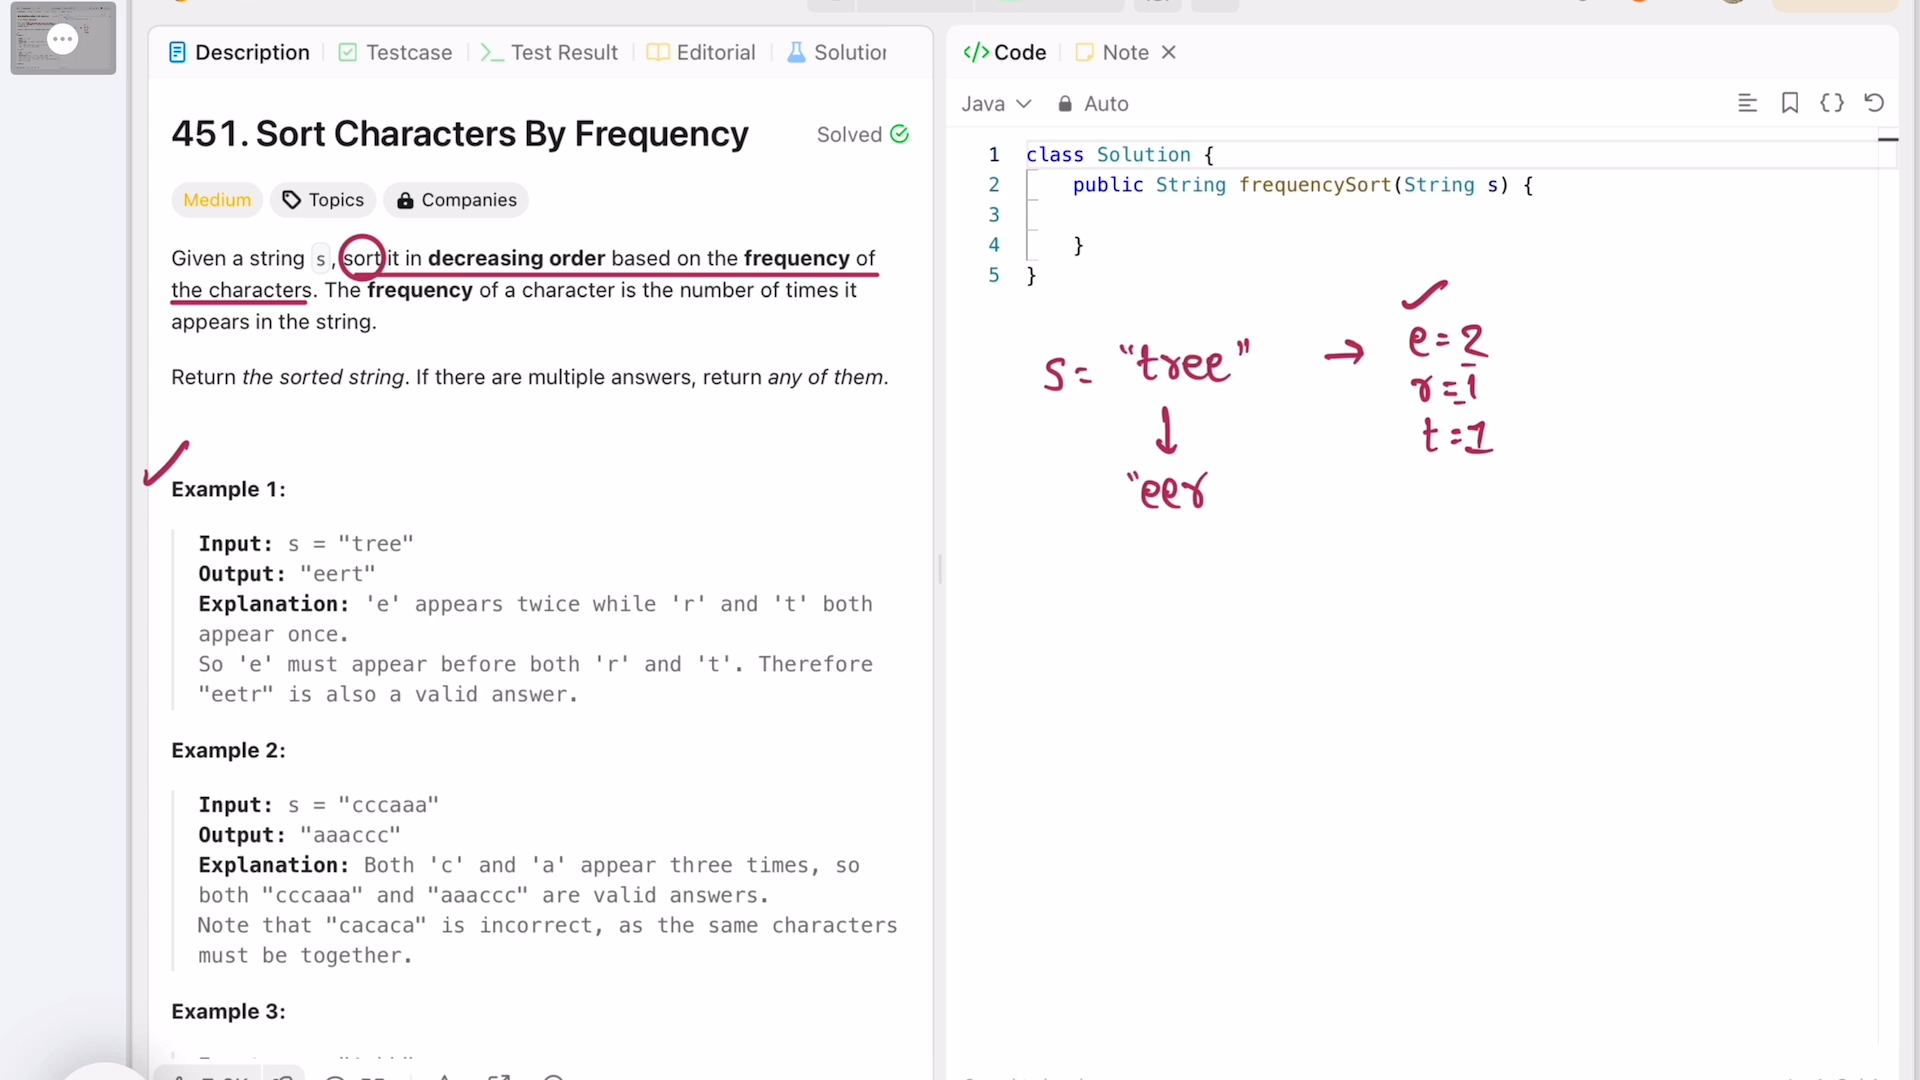 Description
Testcase
Test Result
Editorial
Solution
451. Sort Characters By Frequency
Solved
Medium
Topics
Companies
Given a string s, sort it in decreasing order based on the frequency of
the characters. The frequency of a character is the number of times it
appears in the string.
Return the sorted string. If there are multiple answers, return any of them.
Example 1:
Input: s = "tree"
Output: "eert"
Explanation: 'e' appears twice while 'r' and 't' both
appear once.
So 'e' must appear before both 'r' and 't'. Therefore
"eetr" is also a valid answer.
Example 2:
Input: s = "cccaaa"
Output: "aaaccc"
Explanation: Both 'c' and 'a' appear three times, so
both "cccaaa" and "aaaccc" are valid answers.
Note that "cacaca" is incorrect, as the same characters
must be together.
Example 3:
</> Code
Note
Java
Auto
1 class Solution {
2 public String frequencySort(String s) {
3
4 }
5 }
s= "tree" → e=2
r=1
t=1
"eer